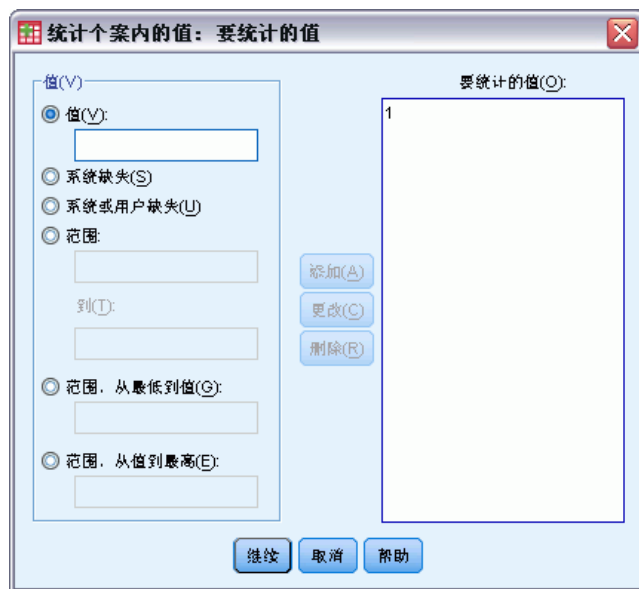 统计个案内的值：要统计的值
值(V)
值(V):
系统缺失(S)
系统或用户缺失(U)
范围:
到(T):
范围，从最低到值(G):
范围，从值到最高(E):
添加(A)
更改(C)
删除(R)
要统计的值(O):
1
继续
取消
帮助